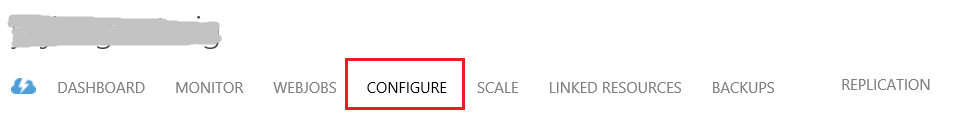 DASHBOARD MONITOR WEBJOBS CONFIGURE SCALE LINKED RESOURCES BACKUPS REPLICATION